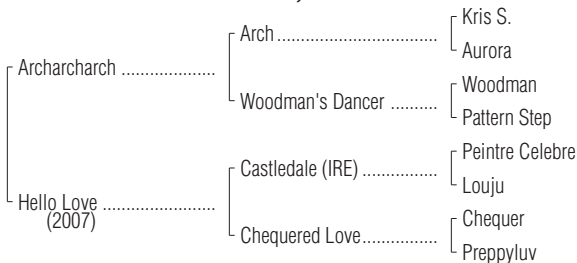 Kris S.
Arch
Aurora
Archarcharch
Woodman
Woodman's Dancer
Pattern Step
Peintre Celebre
Castledale (IRE)
Louju
Hello Love
(2007)
Chequer
Chequered Love
Preppyluv